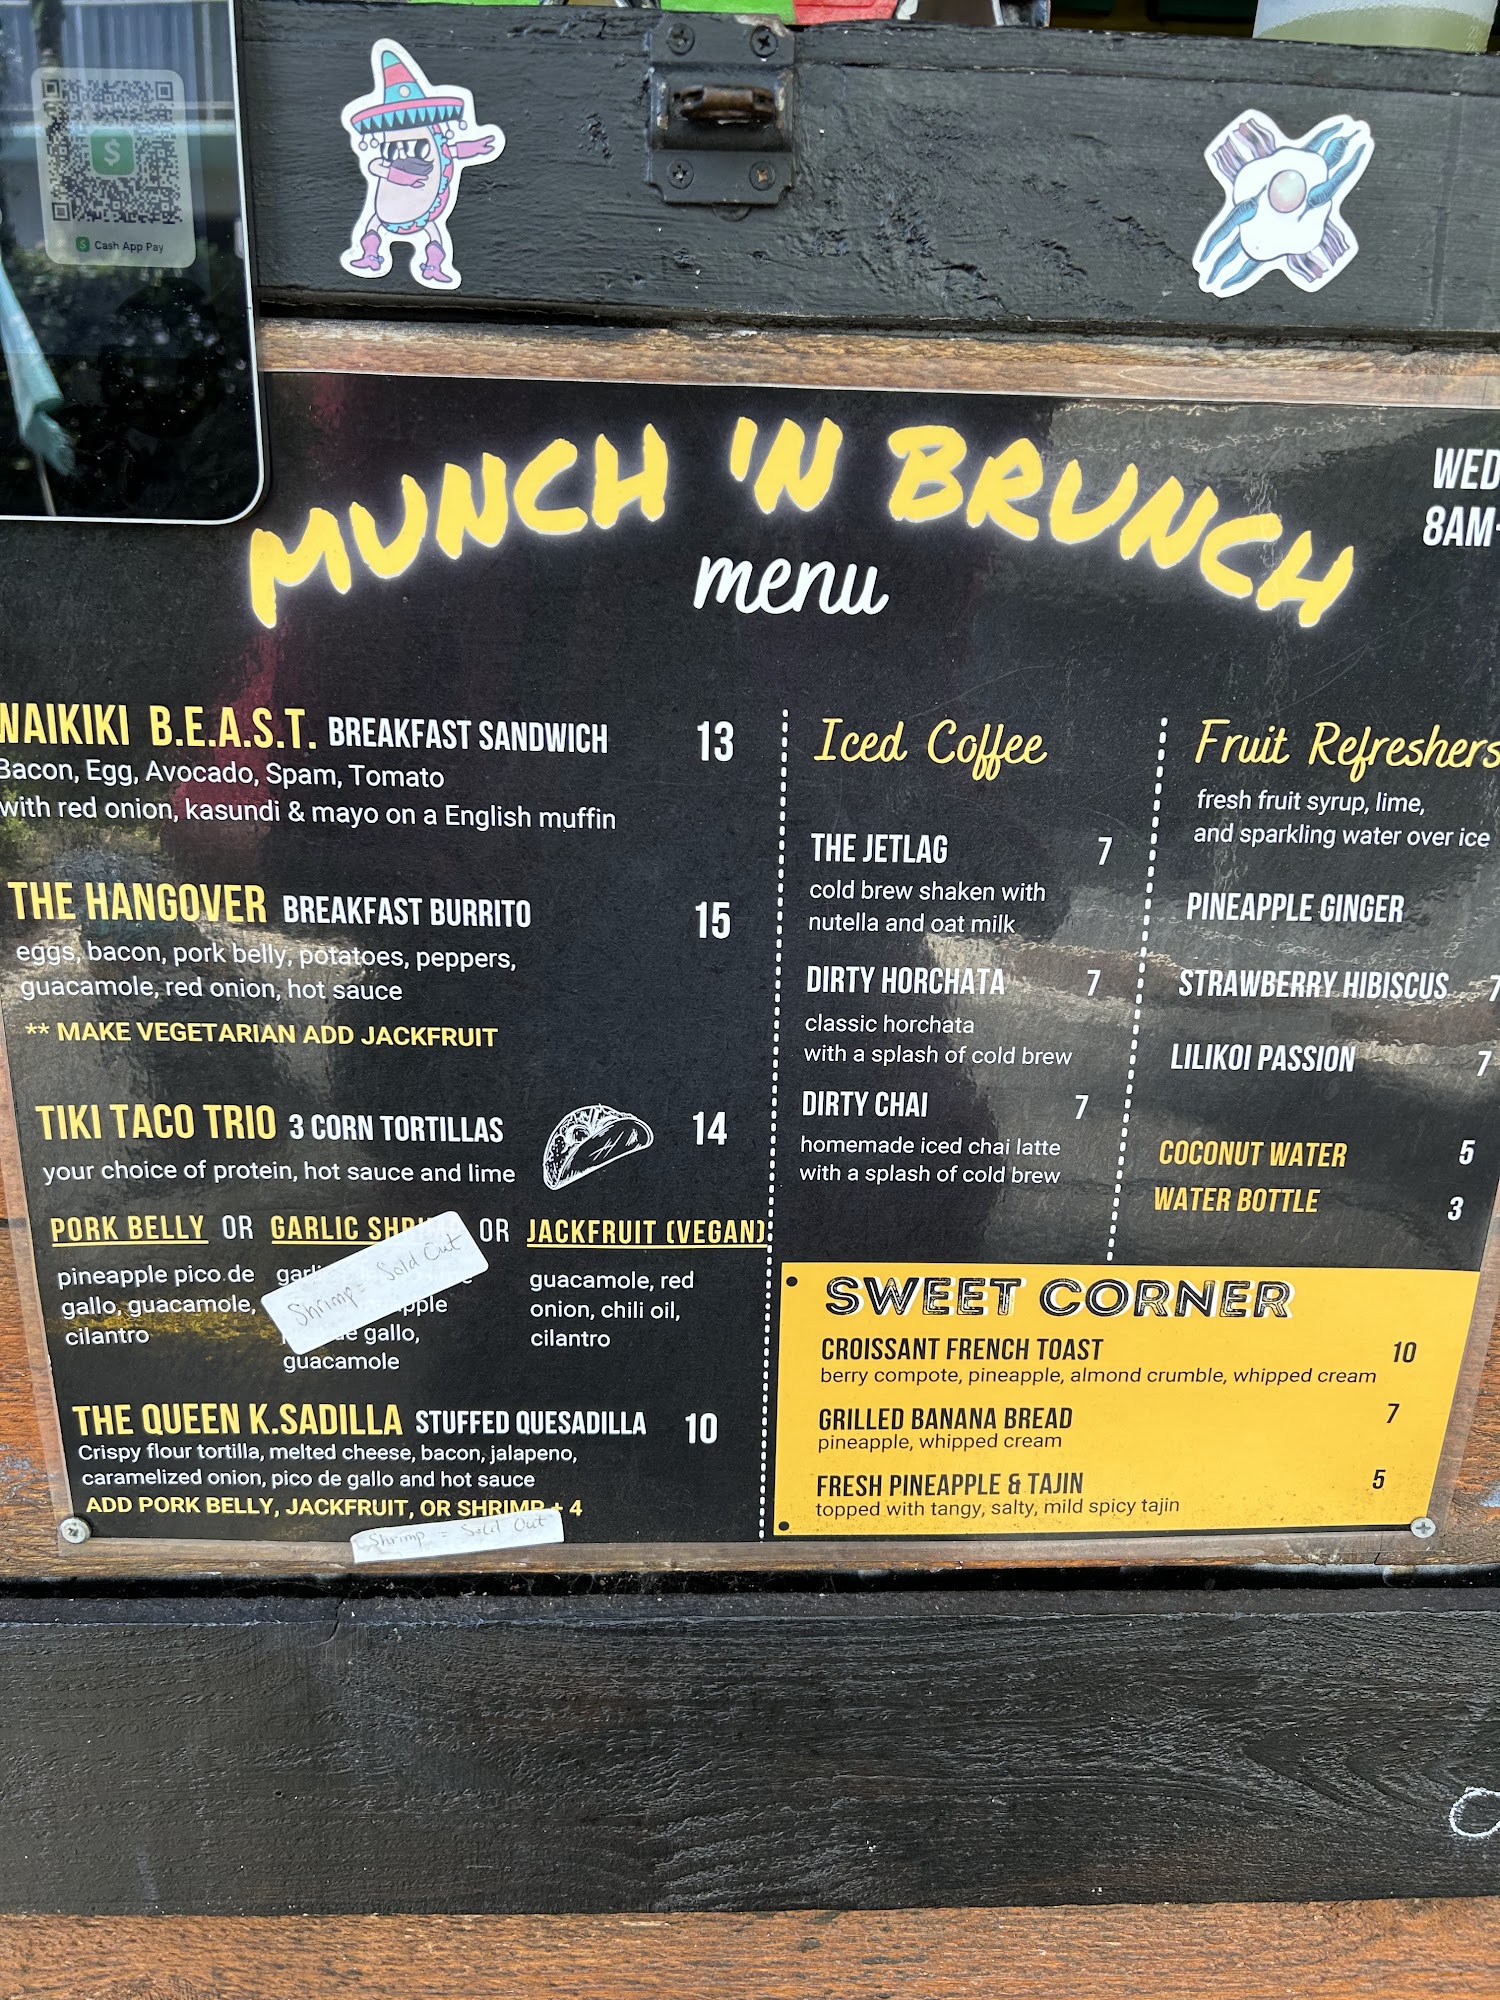 $
Cash App Pay
MUNCH 'N BRUNCH
menu
WED
8AM-
WAIKIKI B.E.A.S.T. BREAKFAST SANDWICH 13
Bacon, Egg, Avocado, Spam, Tomato
with red onion, kasundi & mayo on a English muffin
THE HANGOVER BREAKFAST BURRITO 15
eggs, bacon, pork belly, potatoes, peppers,
guacamole, red onion, hot sauce
** MAKE VEGETARIAN ADD JACKFRUIT
TIKI TACO TRIO 3 CORN TORTILLAS 14
your choice of protein, hot sauce and lime
PORK BELLY OR GARLIC SHRIMP OR JACKFRUIT (VEGAN)
pineapple pico de
gallo, guacamole,
cilantro
Shrimp = Sold Out
de gallo,
guacamole
guacamole, red
onion, chili oil,
cilantro
THE QUEEN K.SADILLA STUFFED QUESADILLA 10
Crispy flour tortilla, melted cheese, bacon, jalapeno,
caramelized onion, pico de gallo and hot sauce
ADD PORK BELLY, JACKFRUIT, OR SHRIMP + 4
Shrimp = Sold Out
Iced Coffee
THE JETLAG 7
cold brew shaken with
nutella and oat milk
DIRTY HORCHATA 7
classic horchata
with a splash of cold brew
DIRTY CHAI 7
homemade iced chai latte
with a splash of cold brew
Fruit Refreshers
fresh fruit syrup, lime,
and sparkling water over ice
PINEAPPLE GINGER
STRAWBERRY HIBISCUS 7
LILIKOI PASSION 7
COCONUT WATER 5
WATER BOTTLE 3
SWEET CORNER
CROISSANT FRENCH TOAST 10
berry compote, pineapple, almond crumble, whipped cream
GRILLED BANANA BREAD 7
pineapple, whipped cream
FRESH PINEAPPLE & TAJIN 5
topped with tangy, salty, mild spicy tajin